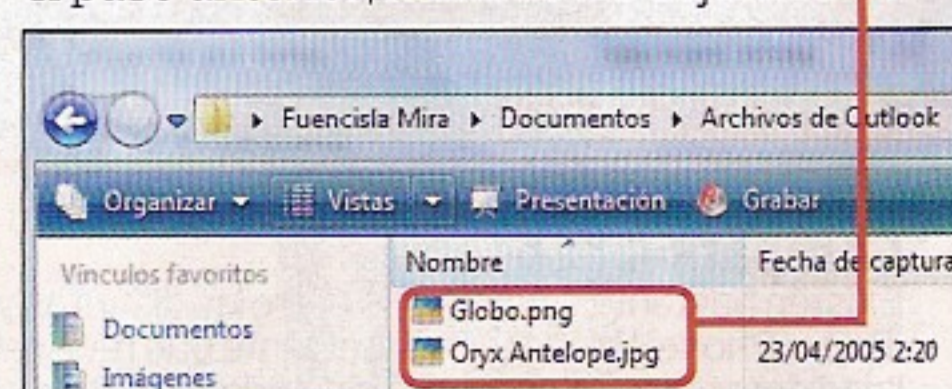 Fuencisla Mira ▸ Documentos ▸ Archivos de Outlook
Organizar Vistas Presentación Grabar
Vínculos favoritos
Nombre Fecha de captura
Documentos
Globo.png
Oryx Antelope.jpg 23/04/2005 2:20
Imágenes